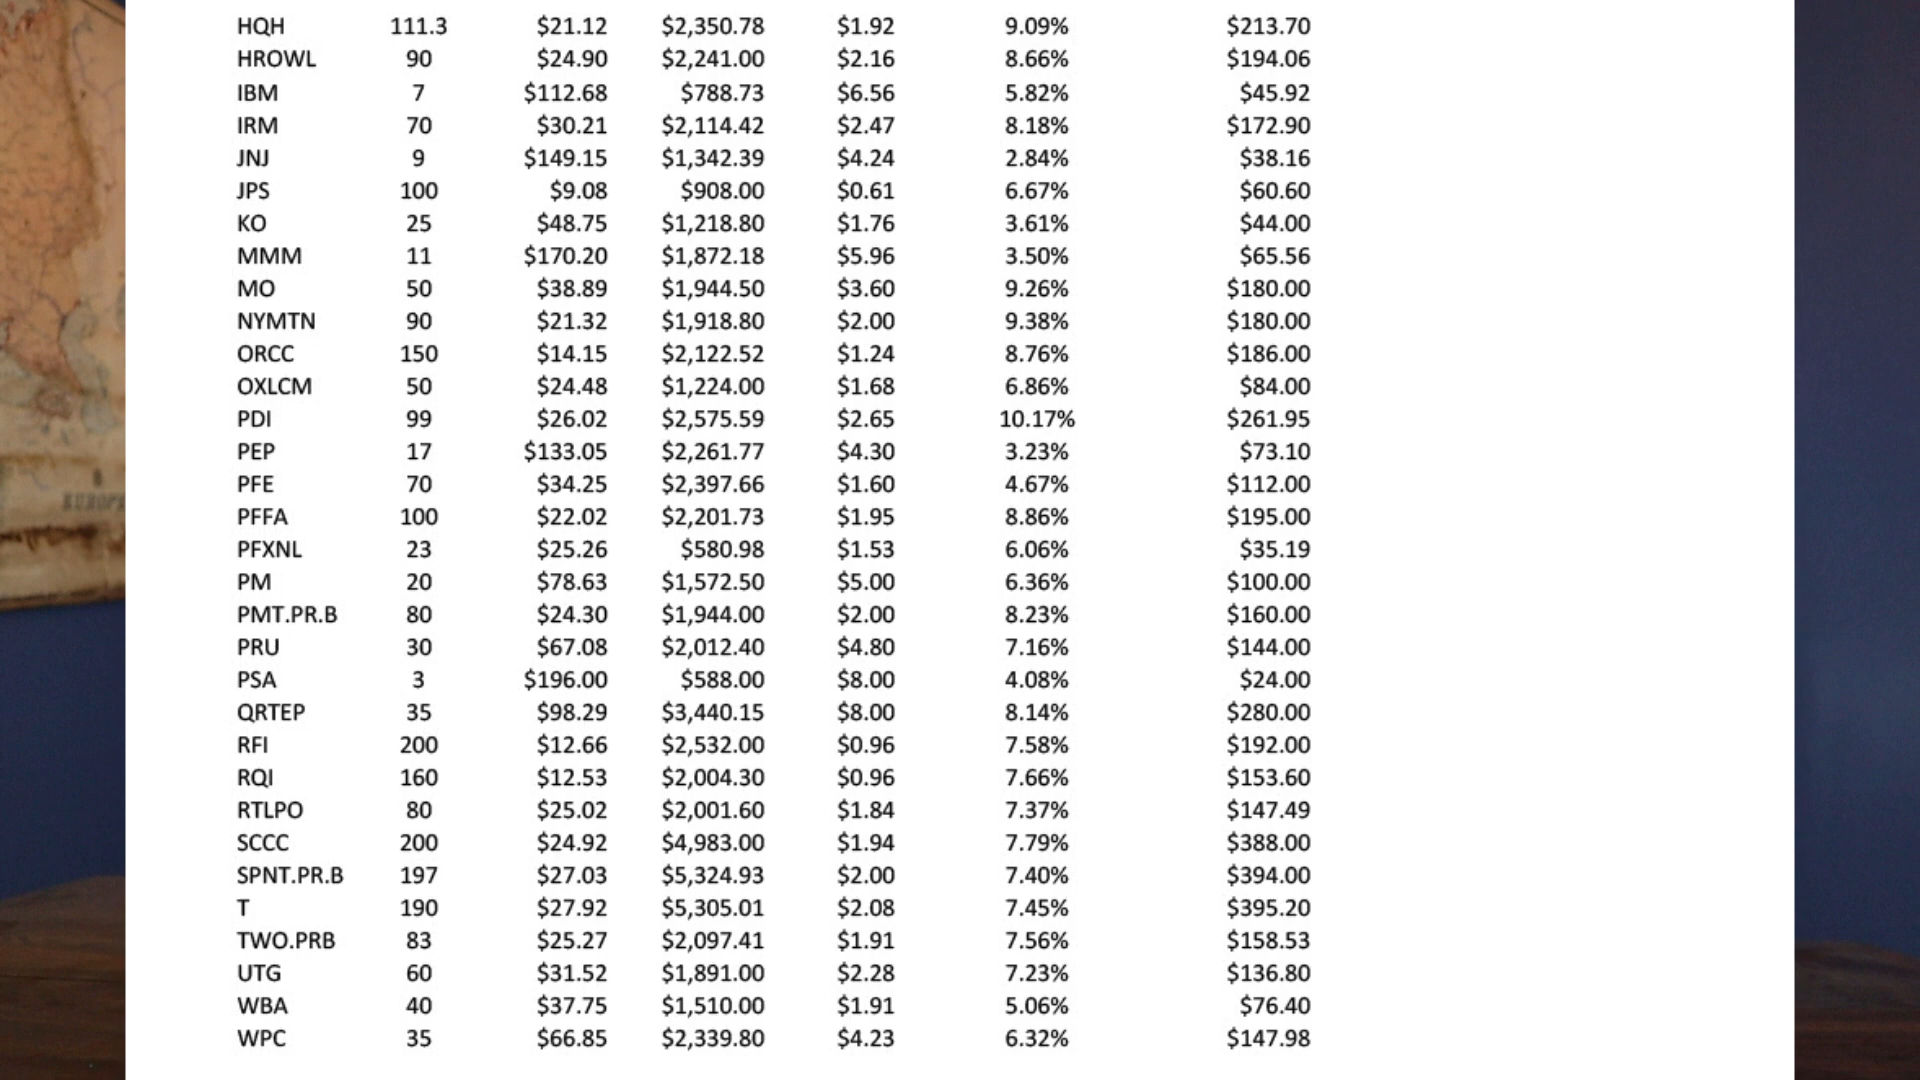 HQH 111.3 $21.12 $2,350.78 $1.92 9.09% $213.70
HROWL 90 $24.90 $2,241.00 $2.16 8.66% $194.06
IBM 7 $112.68 $788.73 $6.56 5.82% $45.92
IRM 70 $30.21 $2,114.42 $2.47 8.18% $172.90
JNJ 9 $149.15 $1,342.39 $4.24 2.84% $38.16
JPS 100 $9.08 $908.00 $0.61 6.67% $60.60
KO 25 $48.75 $1,218.80 $1.76 3.61% $44.00
MMM 11 $170.20 $1,872.18 $5.96 3.50% $65.56
MO 50 $38.89 $1,944.50 $3.60 9.26% $180.00
NYMTN 90 $21.32 $1,918.80 $2.00 9.38% $180.00
ORCC 150 $14.15 $2,122.52 $1.24 8.76% $186.00
OXLCM 50 $24.48 $1,224.00 $1.68 6.86% $84.00
PDI 99 $26.02 $2,575.59 $2.65 10.17% $261.95
PEP 17 $133.05 $2,261.77 $4.30 3.23% $73.10
PFE 70 $34.25 $2,397.66 $1.60 4.67% $112.00
PFFA 100 $22.02 $2,201.73 $1.95 8.86% $195.00
PFXNL 23 $25.26 $580.98 $1.53 6.06% $35.19
PM 20 $78.63 $1,572.50 $5.00 6.36% $100.00
PMT.PR.B 80 $24.30 $1,944.00 $2.00 8.23% $160.00
PRU 30 $67.08 $2,012.40 $4.80 7.16% $144.00
PSA 3 $196.00 $588.00 $8.00 4.08% $24.00
QRTEP 35 $98.29 $3,440.15 $8.00 8.14% $280.00
RFI 200 $12.66 $2,532.00 $0.96 7.58% $192.00
RQI 160 $12.53 $2,004.30 $0.96 7.66% $153.60
RTLPO 80 $25.02 $2,001.60 $1.84 7.37% $147.49
SCCC 200 $24.92 $4,983.00 $1.94 7.79% $388.00
SPNT.PR.B 197 $27.03 $5,324.93 $2.00 7.40% $394.00
T 190 $27.92 $5,305.01 $2.08 7.45% $395.20
TWO.PRB 83 $25.27 $2,097.41 $1.91 7.56% $158.53
UTG 60 $31.52 $1,891.00 $2.28 7.23% $136.80
WBA 40 $37.75 $1,510.00 $1.91 5.06% $76.40
WPC 35 $66.85 $2,339.80 $4.23 6.32% $147.98